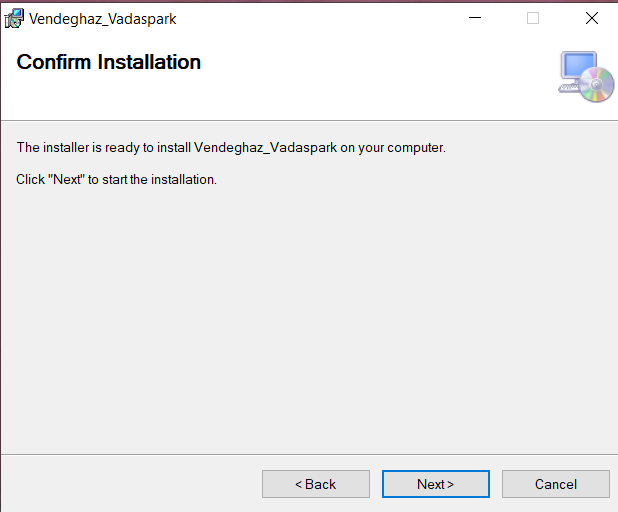 Vendeghaz_Vadaspark
Confirm Installation
The installer is ready to install Vendeghaz_Vadaspark on your computer.
Click "Next" to start the installation.
< Back
Next >
Cancel